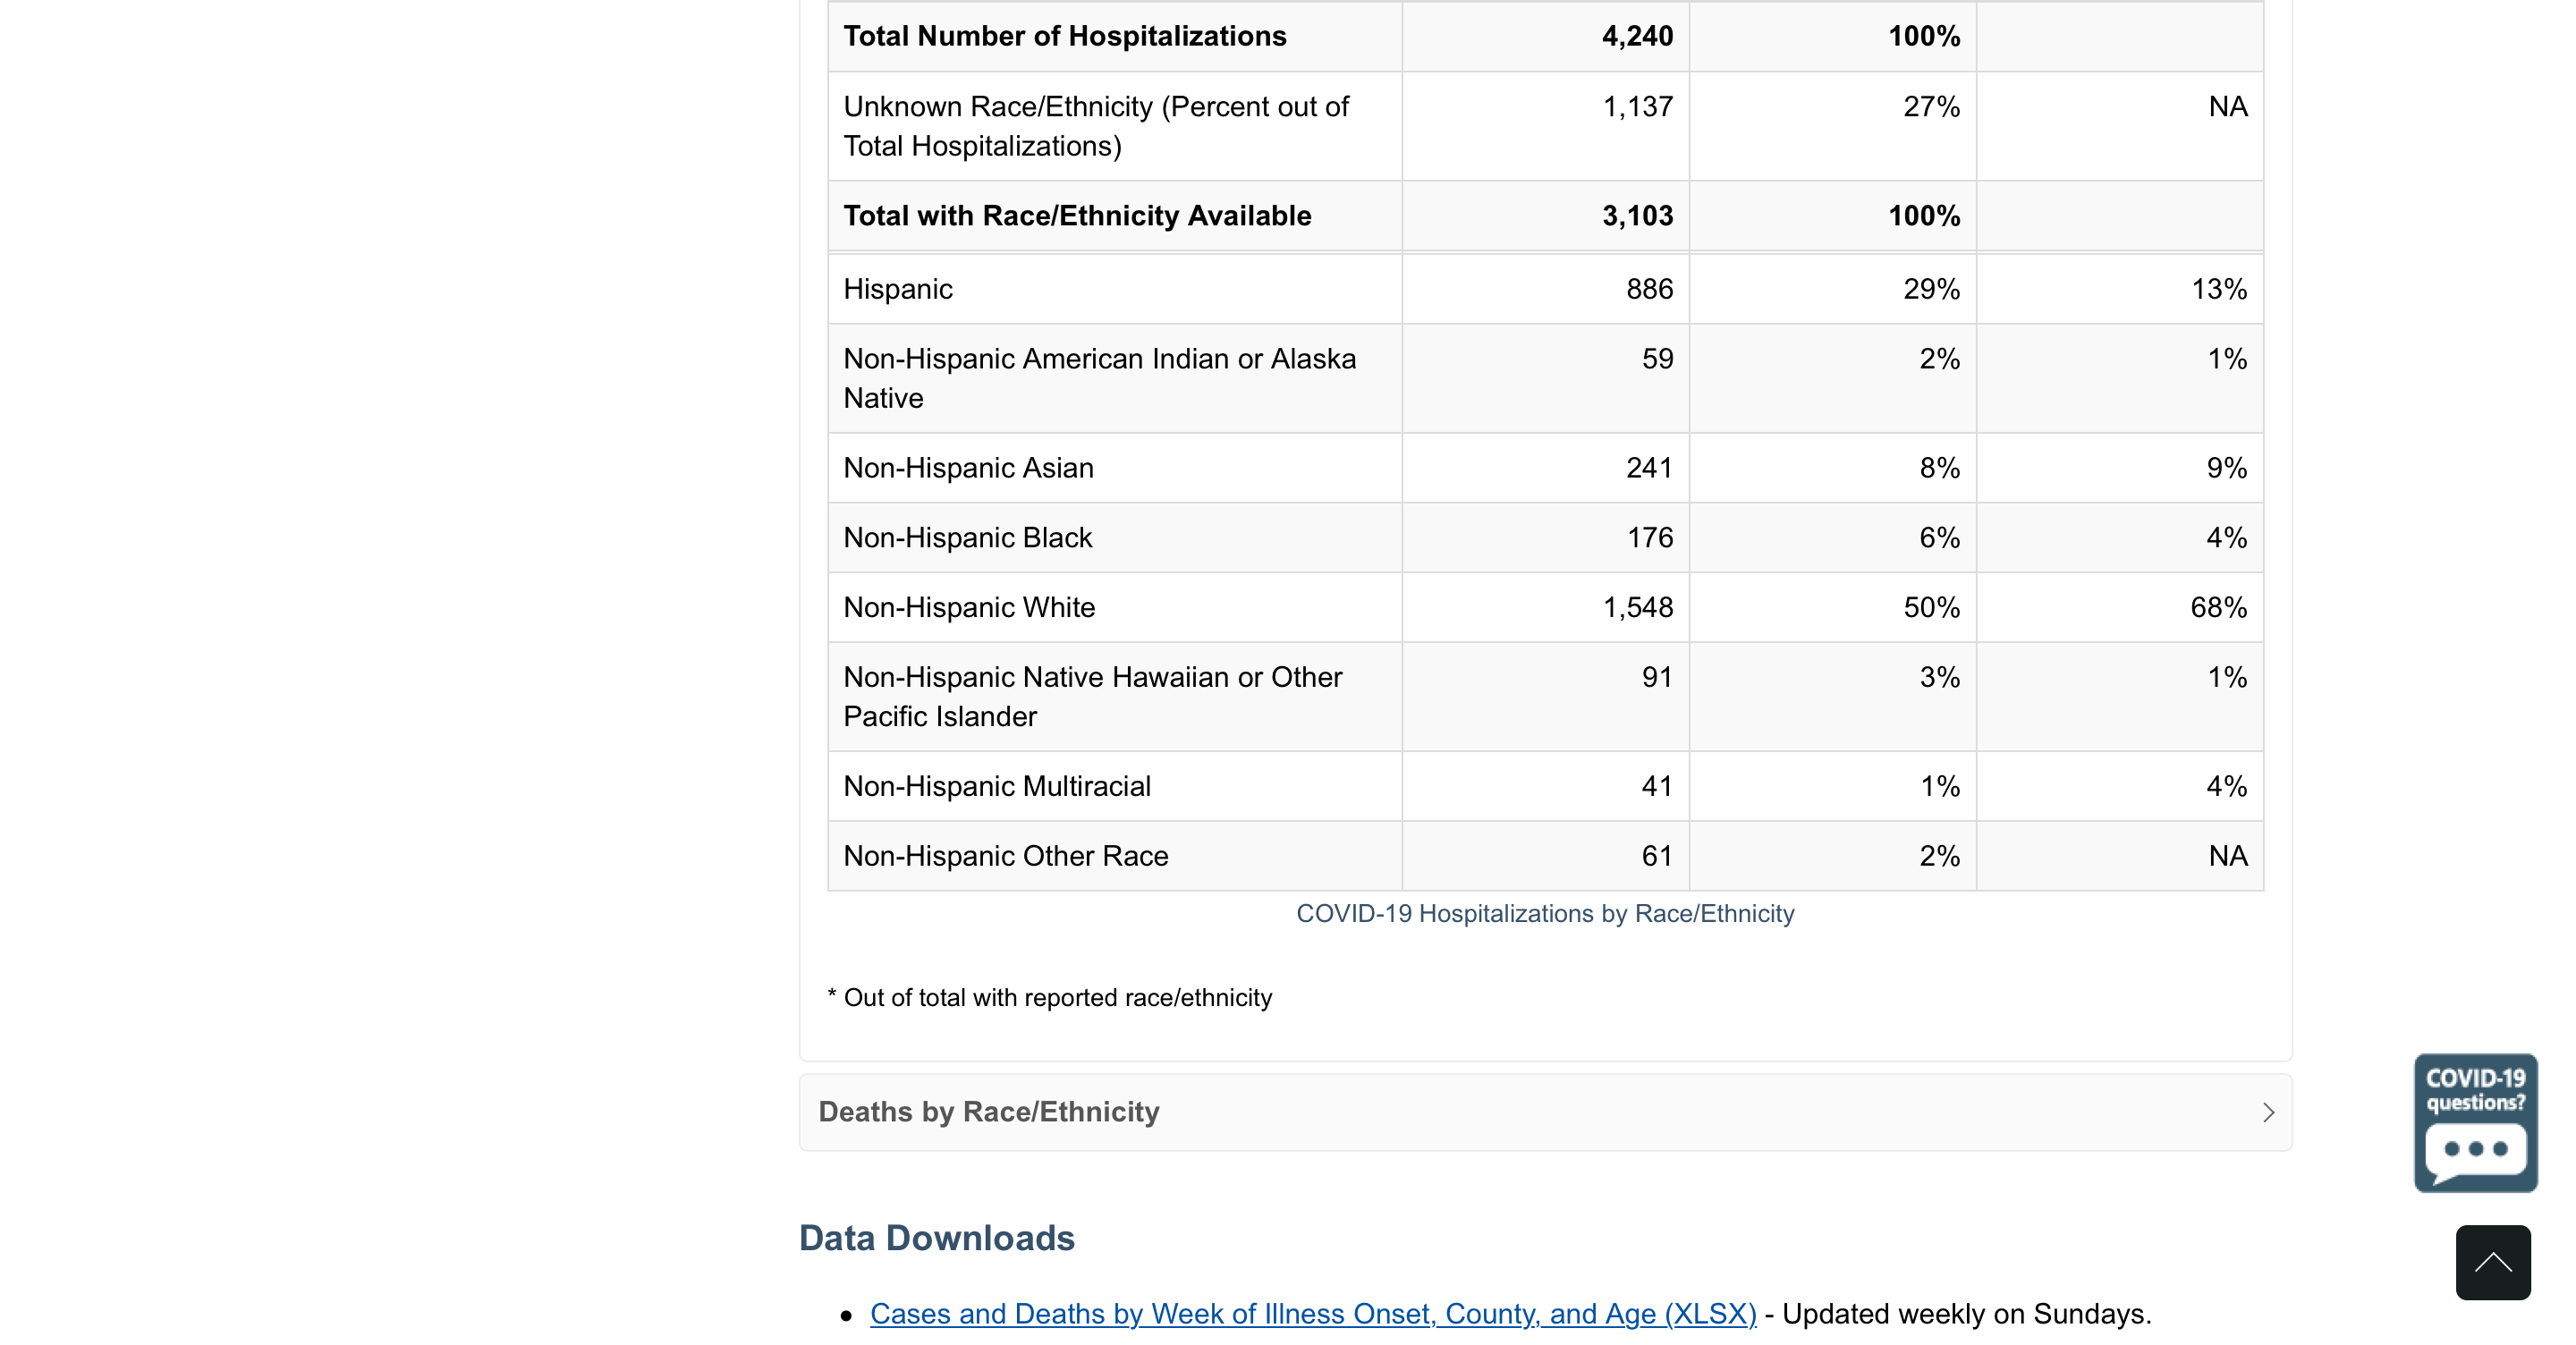 Total Number of Hospitalizations 4,240 100%
Unknown Race/Ethnicity (Percent out of 1,137 27% NA
Total Hospitalizations)
Total with Race/Ethnicity Available 3,103 100%
Hispanic 886 29% 13%
Non-Hispanic American Indian or Alaska 59 2% 1%
Native
Non-Hispanic Asian 241 8% 9%
Non-Hispanic Black 176 6% 4%
Non-Hispanic White 1,548 50% 68%
Non-Hispanic Native Hawaiian or Other 91 3% 1%
Pacific Islander
Non-Hispanic Multiracial 41 1% 4%
Non-Hispanic Other Race 61 2% NA
COVID-19 Hospitalizations by Race/Ethnicity
* Out of total with reported race/ethnicity
COVID-19
questions?
Deaths by Race/Ethnicity
Data Downloads
• Cases and Deaths by Week of Illness Onset, County, and Age (XLSX) - Updated weekly on Sundays.